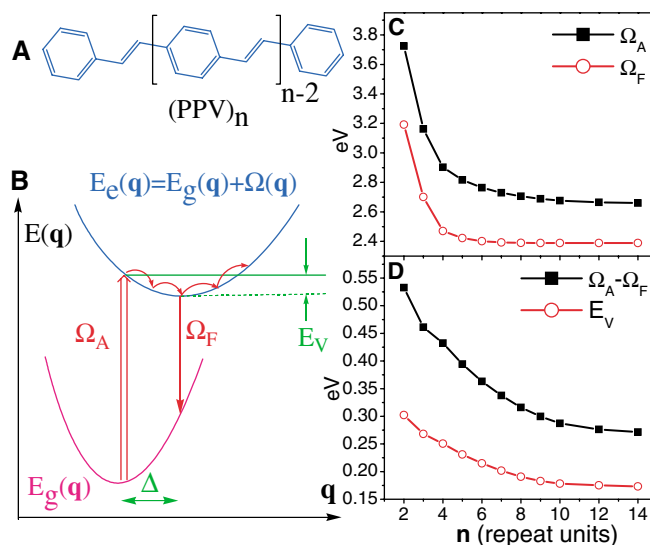 A
(PPV)n
n-2
B
Ee(q)=Eg(q)+Ω(q)
E(q)
ΩA
ΩF
EV
Eg(q)
Δ
q
C
ΩA
ΩF
eV
3.8
3.6
3.4
3.2
3.0
2.8
2.6
2.4
D
ΩA-ΩF
EV
eV
0.55
0.50
0.45
0.40
0.35
0.30
0.25
0.20
0.15
2 4 6 8 10 12 14
n (repeat units)